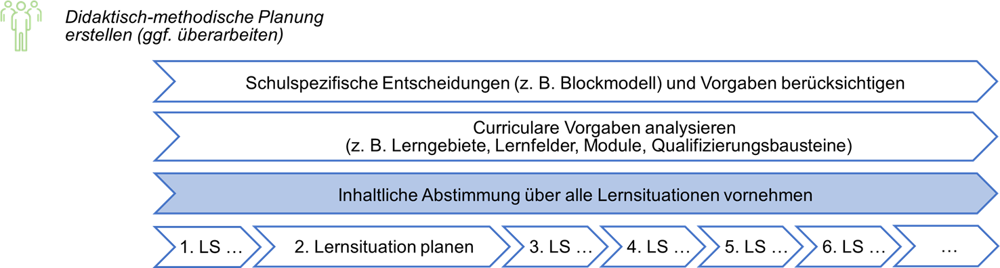 Didaktisch-methodische Planung
erstellen (ggf. überarbeiten)
Schulspezifische Entscheidungen (z. B. Blockmodell) und Vorgaben berücksichtigen
Curriculare Vorgaben analysieren
(z. B. Lerngebiete, Lernfelder, Module, Qualifizierungsbausteine)
Inhaltliche Abstimmung über alle Lernsituationen vornehmen
1. LS … 2. Lernsituation planen 3. LS … 4. LS … 5. LS … 6. LS … …